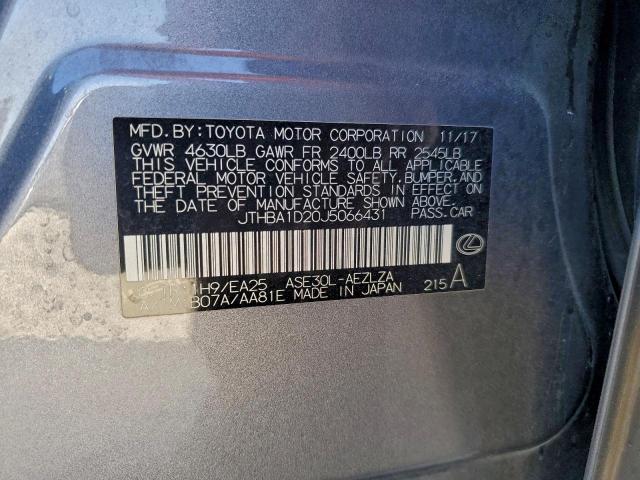 MFD. BY: TOYOTA MOTOR CORPORATION 11/17
GVWR 4630LB GAWR FR 2400LB RR 2545LB
THIS VEHICLE CONFORMS TO ALL APPLICABLE
FEDERAL MOTOR VEHICLE SAFETY, BUMPER, AND
THEFT PREVENTION STANDARDS IN EFFECT ON
THE DATE OF MANUFACTURE SHOWN ABOVE.
JTHBA1D20J5066431 PASS. CAR
/EA25 ASE30L-AEZLZA
B07A/AA81E MADE IN JAPAN 215 A